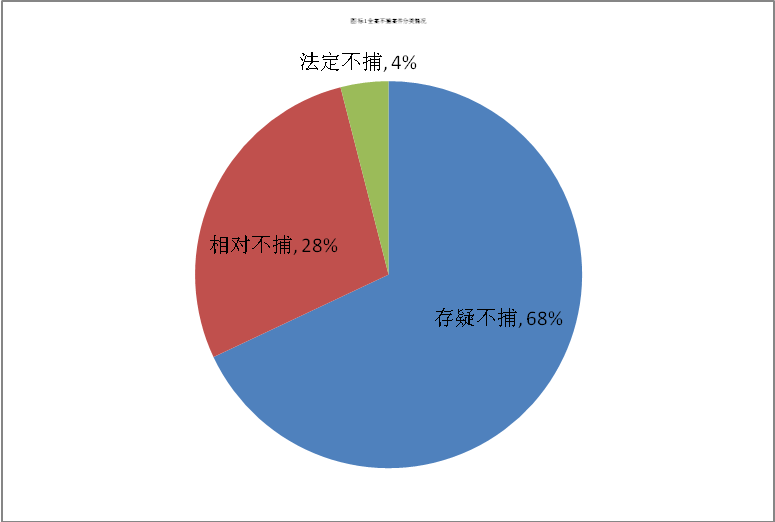 法定不捕, 4%
相对不捕, 28%
存疑不捕, 68%